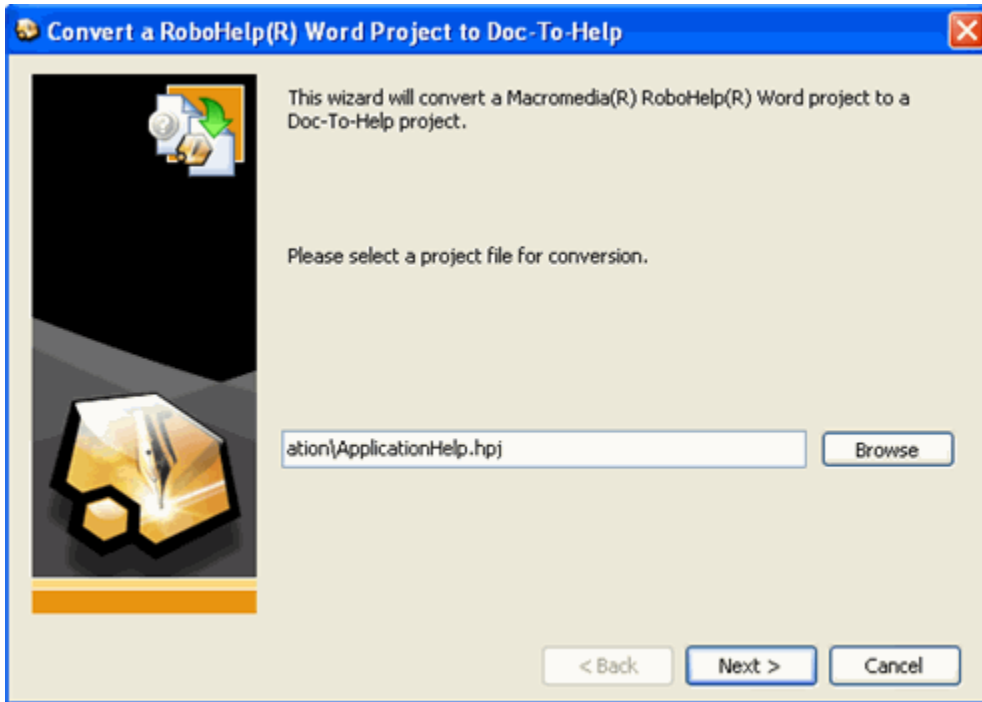 Convert a RoboHelp(R) Word Project to Doc-To-Help
This wizard will convert a Macromedia(R) RoboHelp(R) Word project to a
Doc-To-Help project.
Please select a project file for conversion.
ation\ApplicationHelp.hpj
Browse
< Back
Next >
Cancel